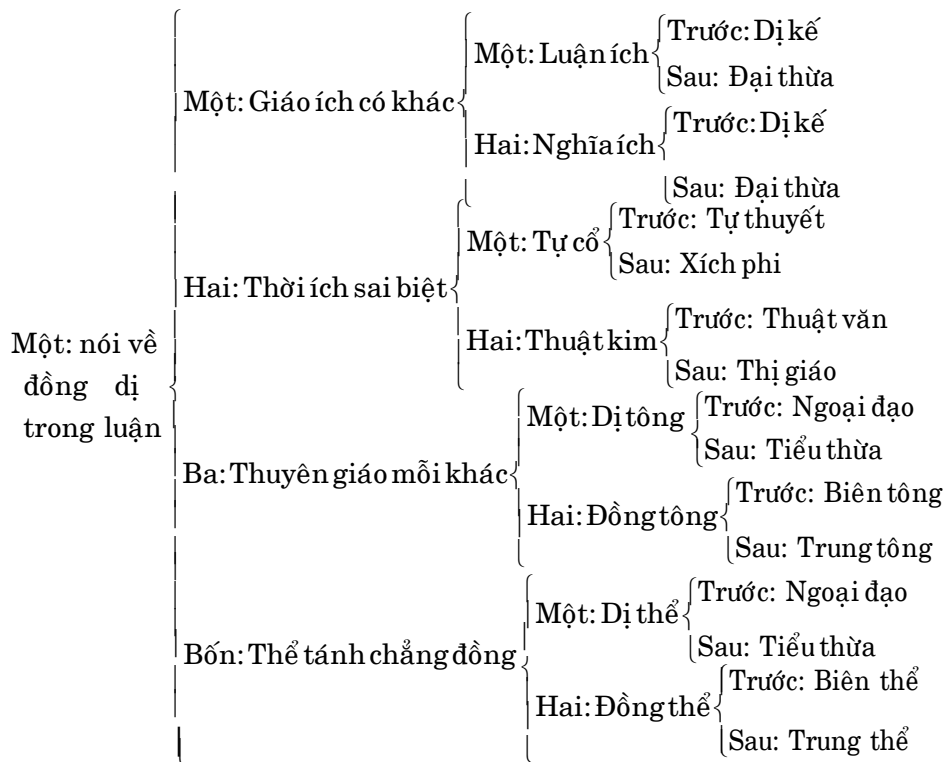 Một: nói về
đồng dị
trong luận
Một: Giáo ích có khác
Một: Luận ích
Trước: Dị kế
Sau: Đại thừa
Hai: Nghĩa ích
Trước: Dị kế
Sau: Đại thừa
Hai: Thời ích sai biệt
Một: Tự cổ
Trước: Tự thuyết
Sau: Xích phi
Hai: Thuật kim
Trước: Thuật văn
Sau: Thị giáo
Ba: Thuyên giáo mỗi khác
Một: Dị tông
Trước: Ngoại đạo
Sau: Tiểu thừa
Hai: Đồng tông
Trước: Biên tông
Sau: Trung tông
Bốn: Thể tánh chẳng đồng
Một: Dị thể
Trước: Ngoại đạo
Sau: Tiểu thừa
Hai: Đồng thể
Trước: Biên thể
Sau: Trung thể